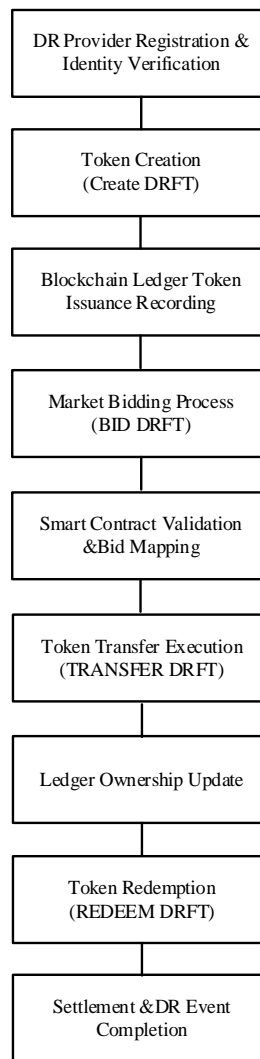 DR Provider Registration &
Identity Verification
Token Creation
(Create DRFT)
Blockchain Ledger Token
Issuance Recording
Market Bidding Process
(BID DRFT)
Smart Contract Validation
&Bid Mapping
Token Transfer Execution
(TRANSFER DRFT)
Ledger Ownership Update
Token Redemption
(REDEEM DRFT)
Settlement &DR Event
Completion